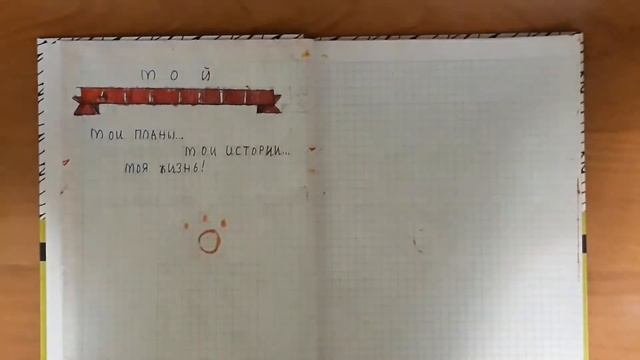 мой
мои планы...
мои истории...
моя жизнь!